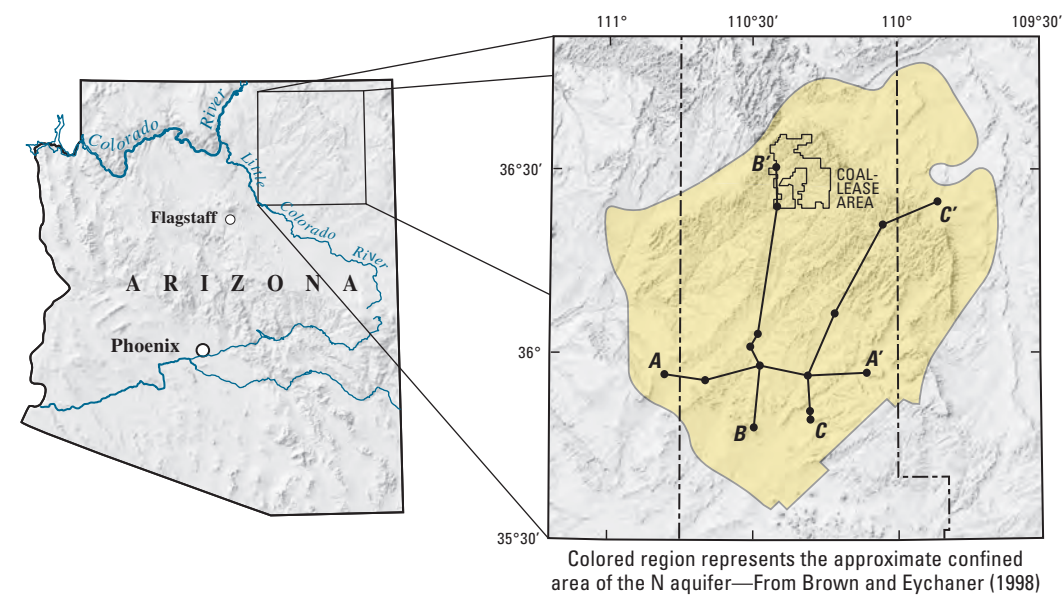 Colorado
River
Little
Colorado
River
Flagstaff
A R I Z O N A
Phoenix
111°
110°30'
110°
109°30'
36°30'
36°
35°30'
B'
COAL-
LEASE
AREA
C'
A
A'
B
C
Colored region represents the approximate confined
area of the N aquifer—From Brown and Eychaner (1998)